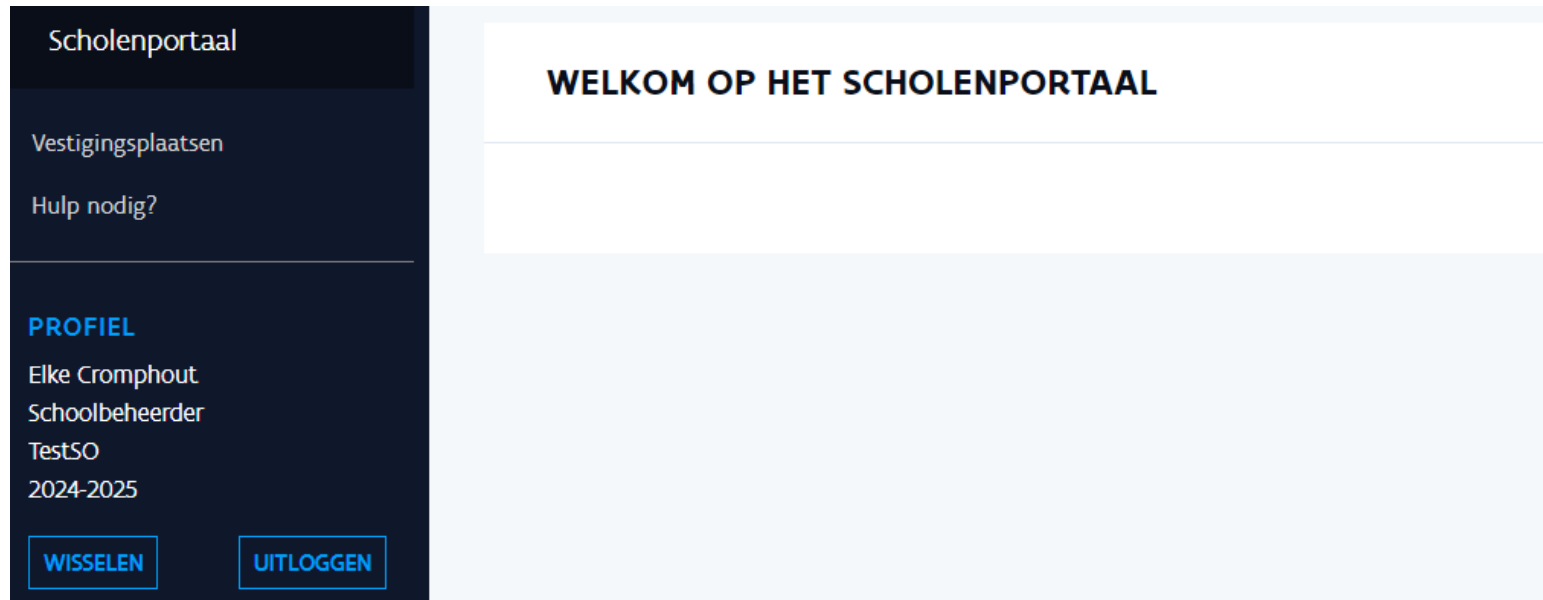 Scholenportaal
Vestigingsplaatsen
Hulp nodig?
PROFIEL
Elke Cromphout
Schoolbeheerder
TestSO
2024-2025
WISSELEN UITLOGGEN
WELKOM OP HET SCHOLENPORTAAL